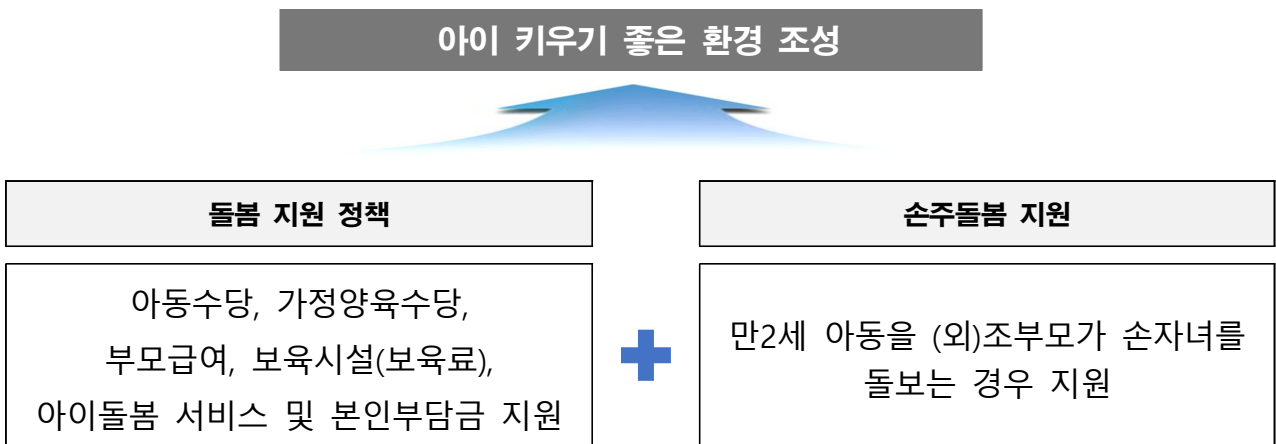 아이 키우기 좋은 환경 조성
돌봄 지원 정책
아동수당, 가정양육수당,
부모급여, 보육시설(보육료),
아이돌봄 서비스 및 본인부담금 지원
손주돌봄 지원
만2세 아동을 (외)조부모가 손자녀를
돌보는 경우 지원